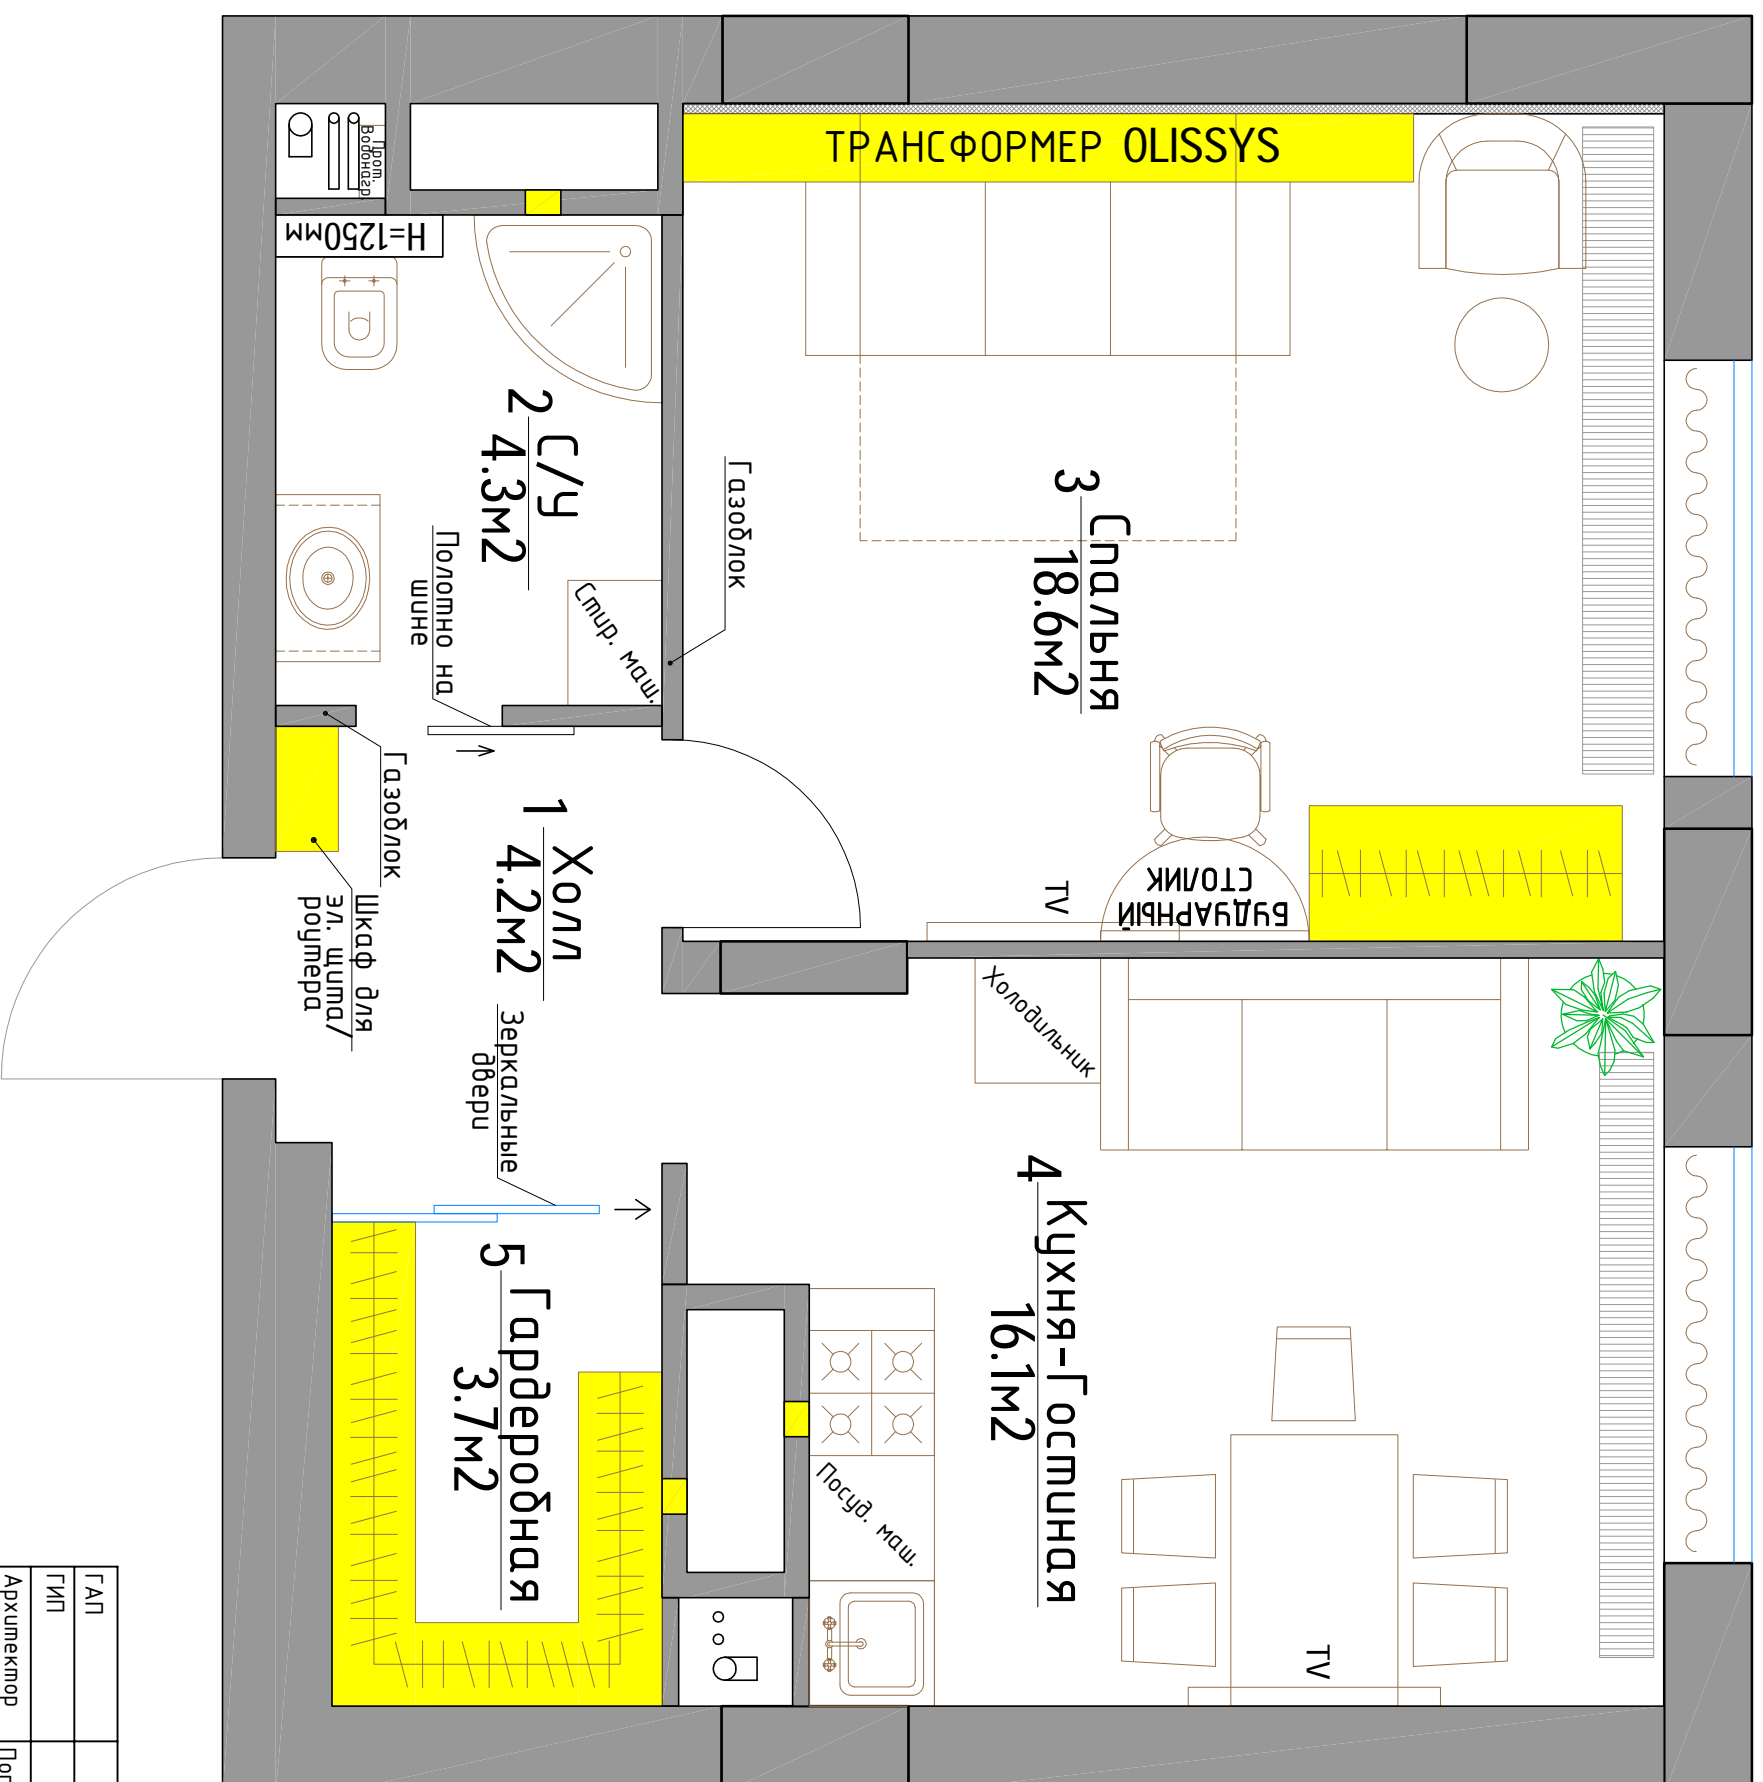 ТРАНСФОРМЕР OLISSYS
Прот.
Водонагр.
H=1250мм
2 С/у
4.3м2
Стир. маш.
Полотно на
шине
Газоблок
3 Спальня
18.6м2
TV
БУДУАРНЫЙ
СТОЛИК
Газоблок
Шкаф для
эл. щита/
роутера
1 Холл
4.2м2
Зеркальные
двери
Холодильник
4 Кухня-Гостиная
16.1м2
5 Гардеробная
3.7м2
Посуд. маш.
TV
ГАП
ГИП
Архитектор